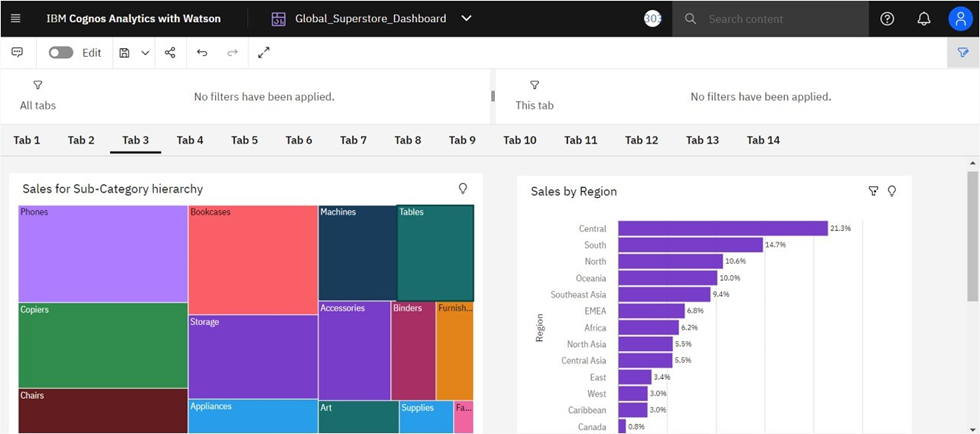 IBM Cognos Analytics with Watson
Global_Superstore_Dashboard
303
Search content
Edit
All tabs
No filters have been applied.
This tab
No filters have been applied.
Tab 1 Tab 2 Tab 3 Tab 4 Tab 5 Tab 6 Tab 7 Tab 8 Tab 9 Tab 10 Tab 11 Tab 12 Tab 13 Tab 14
Sales for Sub-Category hierarchy
Phones
Bookcases
Machines
Tables
Copiers
Storage
Accessories
Binders
Furnish...
Chairs
Appliances
Art
Supplies
Fa...
Sales by Region
Region
Central 21.3%
South 14.7%
North 10.6%
Oceania 10.0%
Southeast Asia 9.4%
EMEA 6.8%
Africa 6.2%
North Asia 5.5%
Central Asia 5.5%
East 3.4%
West 3.0%
Caribbean 3.0%
Canada 0.8%